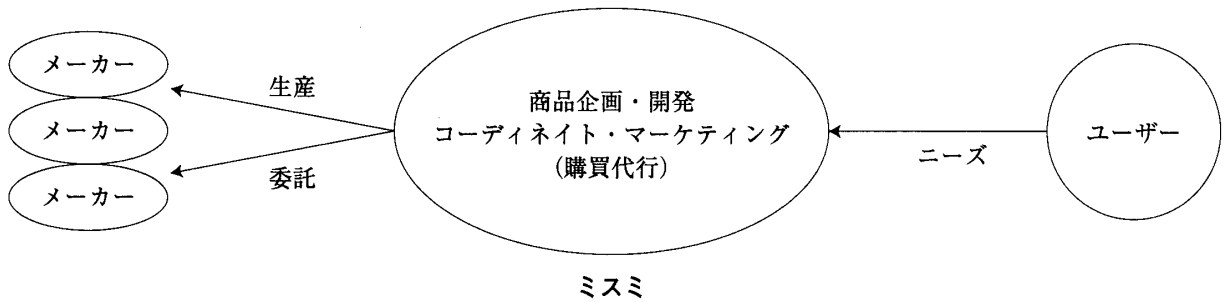 メーカー
メーカー
メーカー
生産
委託
商品企画・開発
コーディネイト・マーケティング
(購買代行)
ニーズ
ユーザー
ミスミ